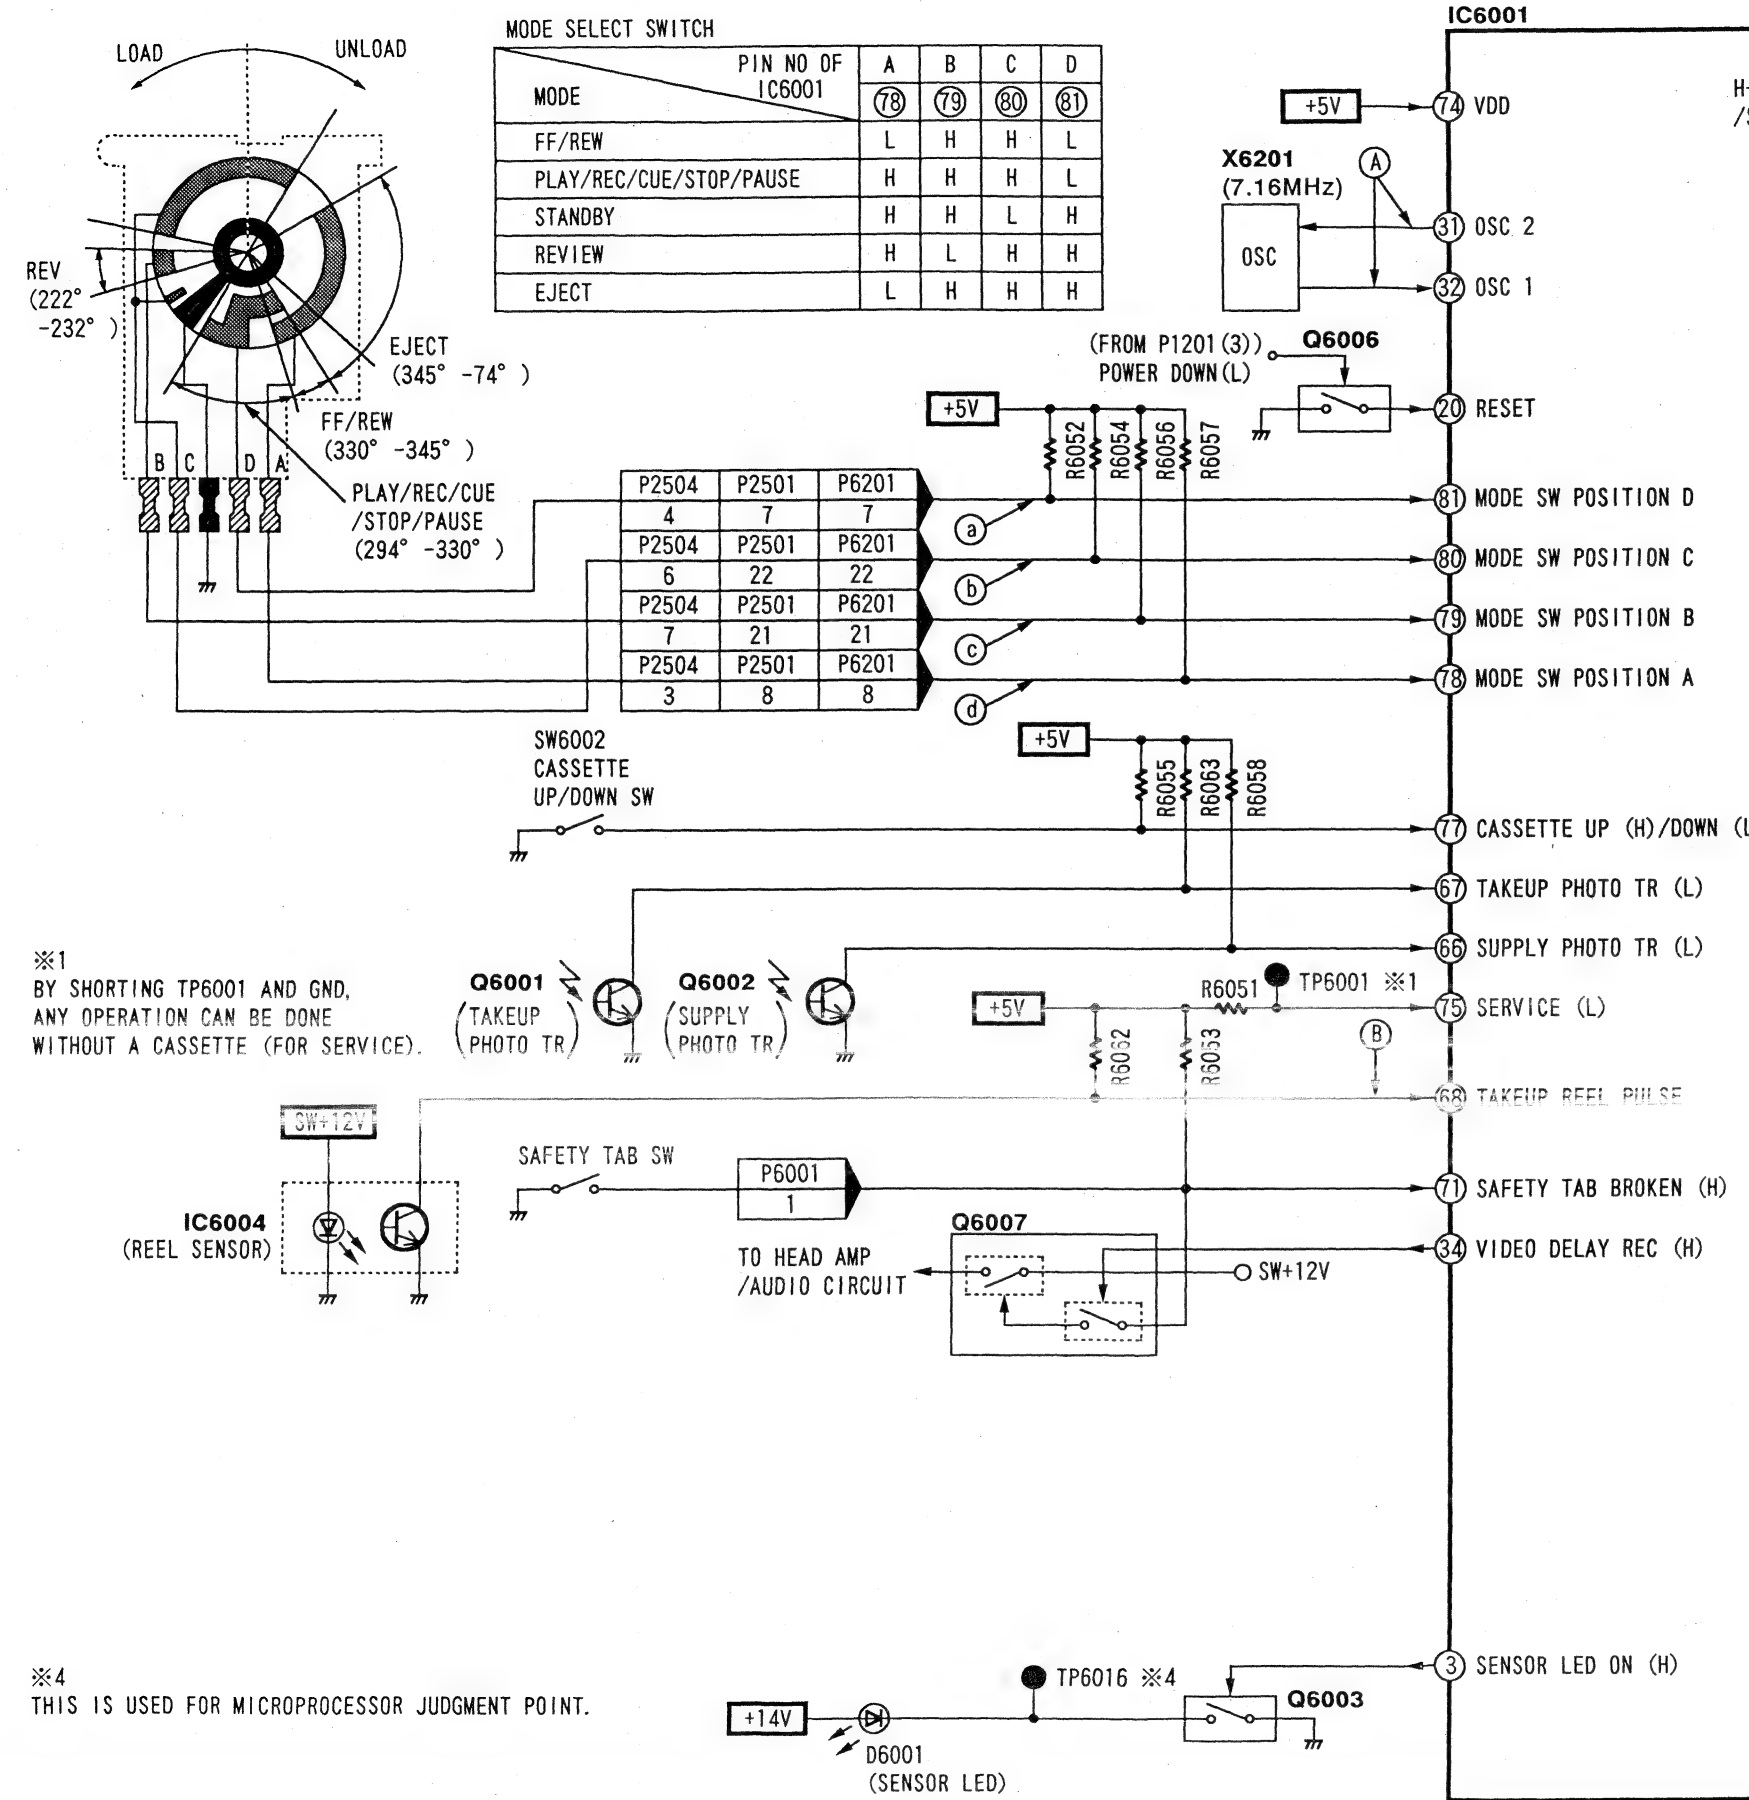 IC6001
MODE SELECT SWITCH
LOAD
UNLOAD
PIN NO OF IC6001 A B C D
MODE 78 79 80 81
FF/REW L H H L
PLAY/REC/CUE/STOP/PAUSE H H H L
STANDBY H H L H
REVIEW H L H H
EJECT L H H H
+5V
74 VDD
X6201
(7.16MHz)
A
OSC
31 OSC 2
32 OSC 1
REV
(222°
-232° )
EJECT
(345° -74° )
FF/REW
(330° -345° )
PLAY/REC/CUE
/STOP/PAUSE
(294° -330° )
B C D A
(FROM P1201(3))
POWER DOWN(L)
Q6006
20 RESET
+5V
R6052
R6054
R6056
R6057
P2504 P2501 P6201
4 7 7
a
81 MODE SW POSITION D
P2504 P2501 P6201
6 22 22
b
80 MODE SW POSITION C
P2504 P2501 P6201
7 21 21
c
79 MODE SW POSITION B
P2504 P2501 P6201
3 8 8
d
78 MODE SW POSITION A
SW6002
CASSETTE
UP/DOWN SW
+5V
R6055
R6063
R6058
77 CASSETTE UP (H)/DOWN (L
67 TAKEUP PHOTO TR (L)
66 SUPPLY PHOTO TR (L)
※1
BY SHORTING TP6001 AND GND,
ANY OPERATION CAN BE DONE
WITHOUT A CASSETTE (FOR SERVICE).
Q6001
(TAKEUP
PHOTO TR)
Q6002
(SUPPLY
PHOTO TR)
+5V
R6051
TP6001 ※1
75 SERVICE (L)
R6062
R6053
B
68 TAKEUP REEL PULSE
SW+12V
IC6004
(REEL SENSOR)
SAFETY TAB SW
P6001
1
71 SAFETY TAB BROKEN (H)
Q6007
34 VIDEO DELAY REC (H)
TO HEAD AMP
/AUDIO CIRCUIT
SW+12V
3 SENSOR LED ON (H)
※4
THIS IS USED FOR MICROPROCESSOR JUDGMENT POINT.
TP6016 ※4
Q6003
+14V
D6001
(SENSOR LED)